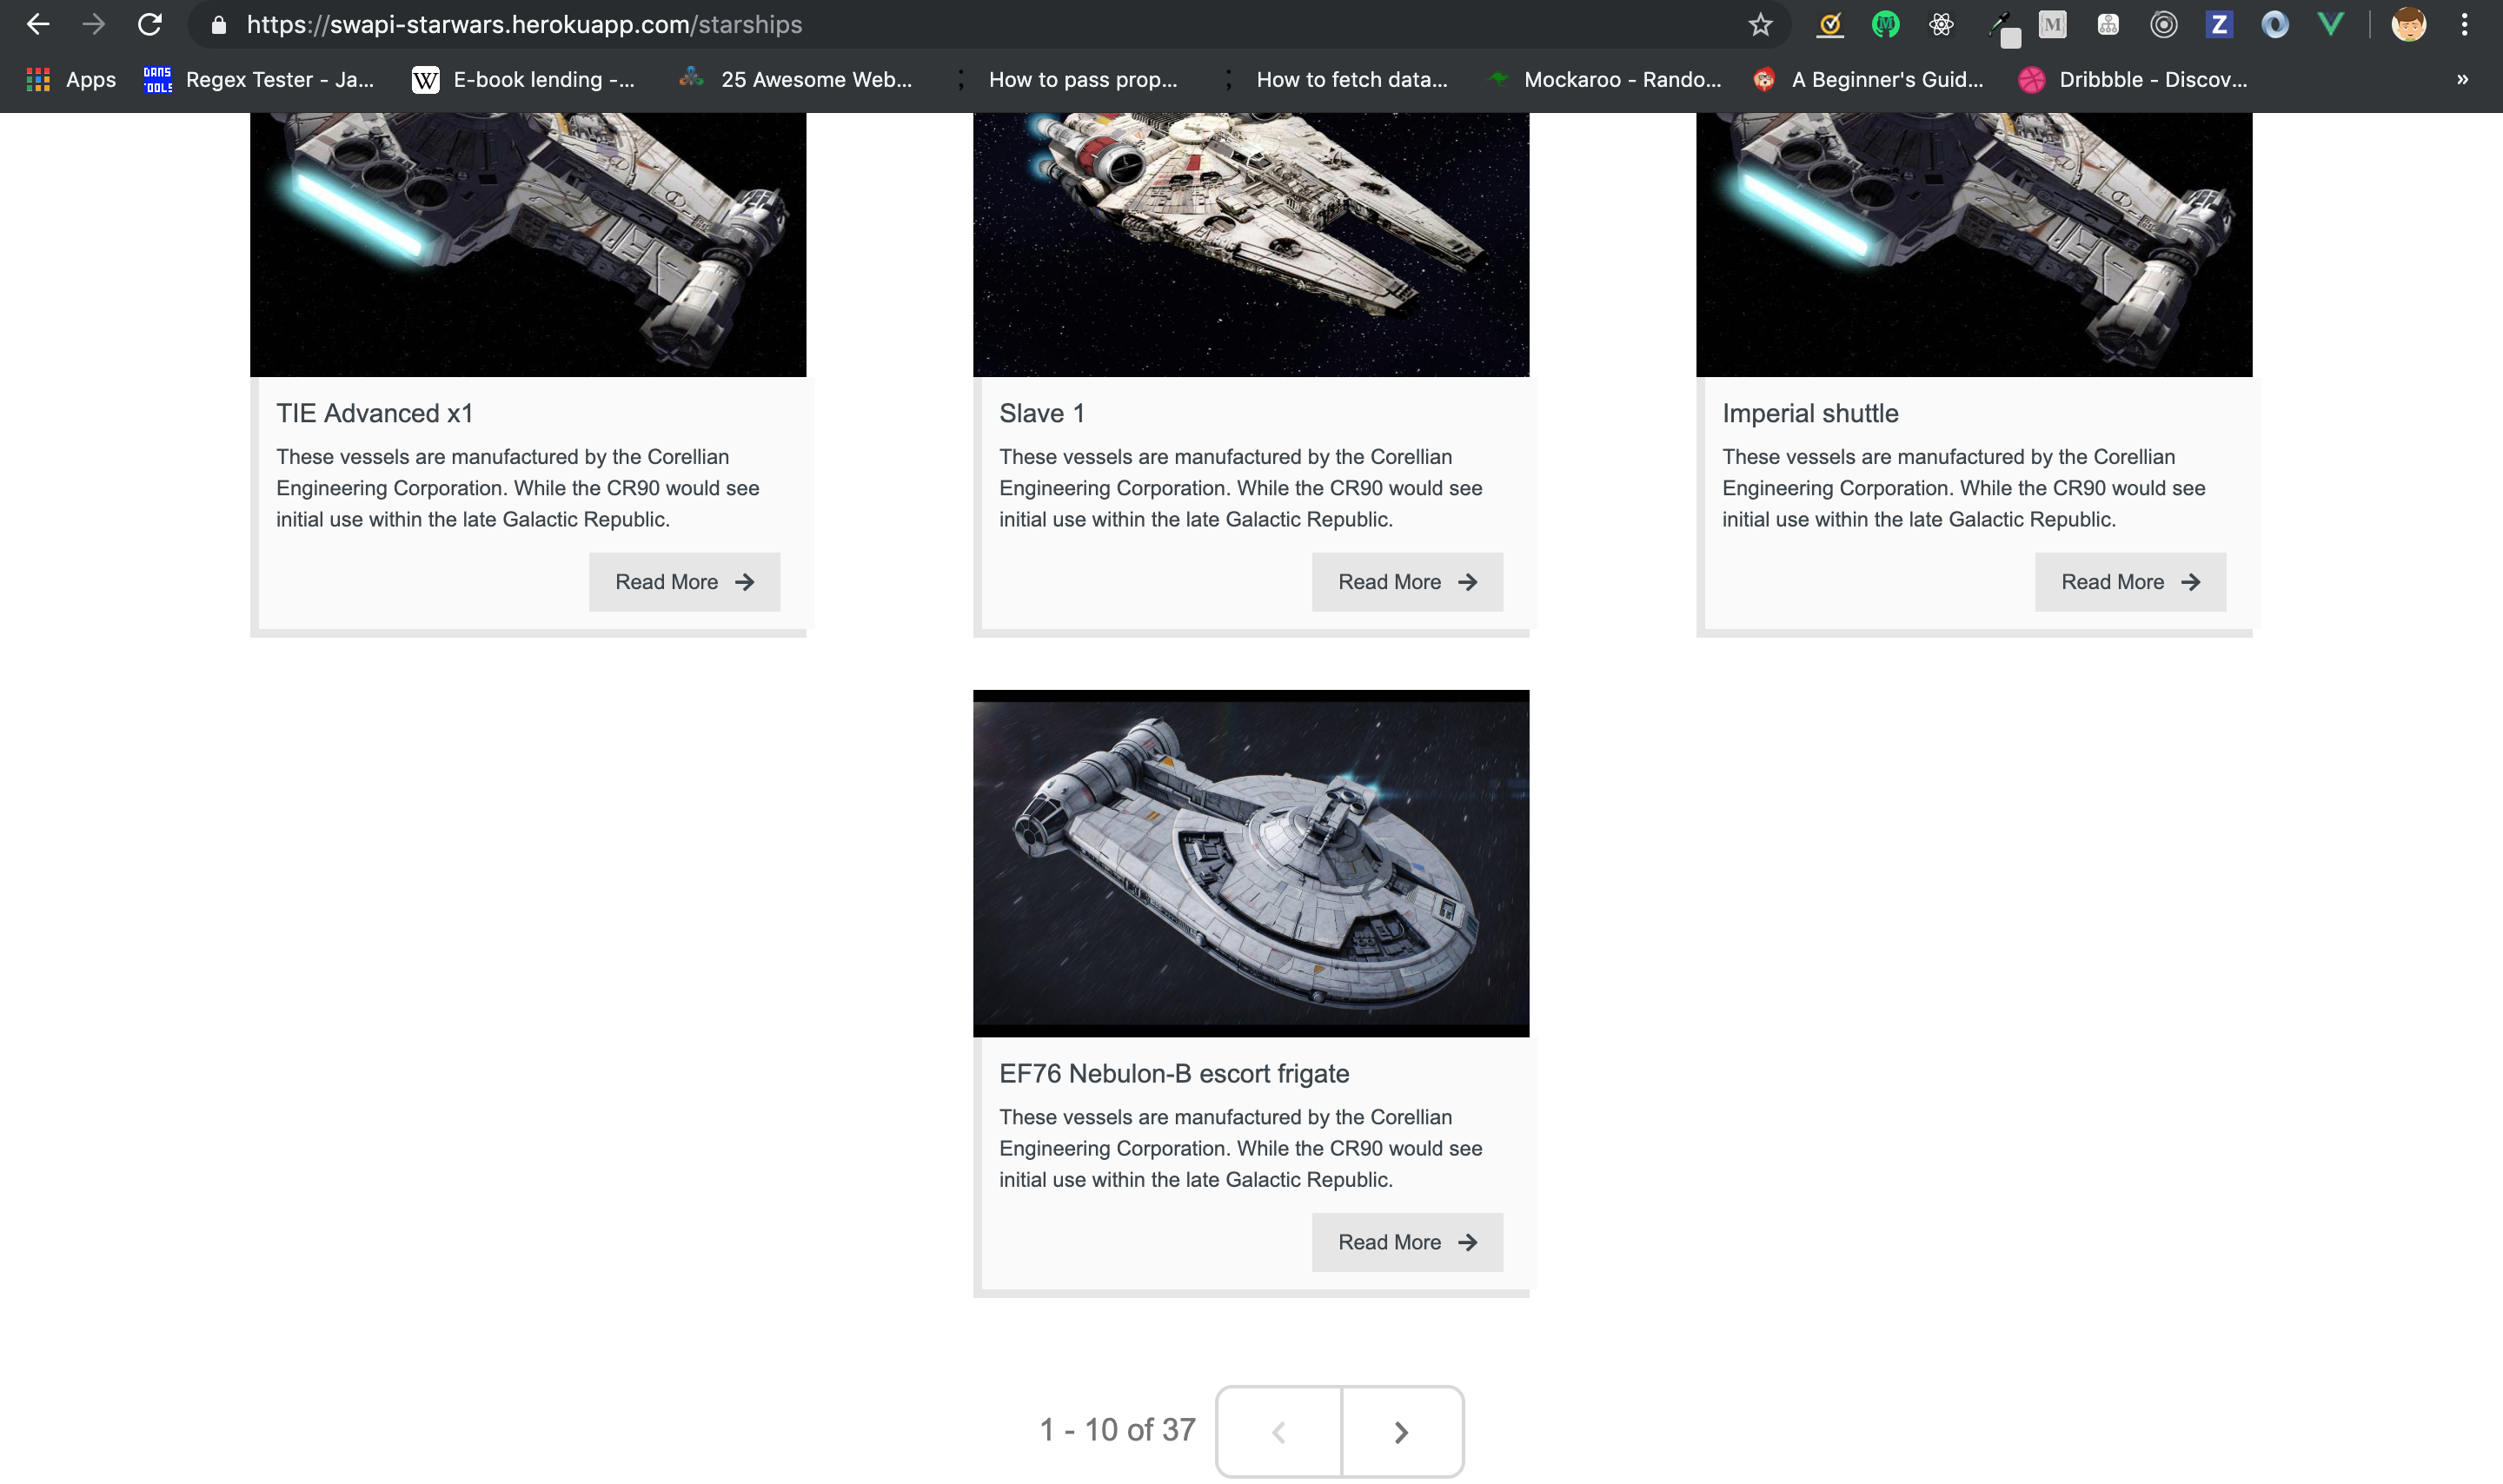 https://swapi-starwars.herokuapp.com/starships
M M Z
Apps DANS TOOLS Regex Tester - Ja... W E-book lending -... 25 Awesome Web... ; How to pass prop... ; How to fetch data... Mockaroo - Rando... A Beginner's Guid... Dribbble - Discov... »
TIE Advanced x1
These vessels are manufactured by the Corellian
Engineering Corporation. While the CR90 would see
initial use within the late Galactic Republic.
Read More
Slave 1
These vessels are manufactured by the Corellian
Engineering Corporation. While the CR90 would see
initial use within the late Galactic Republic.
Read More
Imperial shuttle
These vessels are manufactured by the Corellian
Engineering Corporation. While the CR90 would see
initial use within the late Galactic Republic.
Read More
EF76 Nebulon-B escort frigate
These vessels are manufactured by the Corellian
Engineering Corporation. While the CR90 would see
initial use within the late Galactic Republic.
Read More
1 - 10 of 37